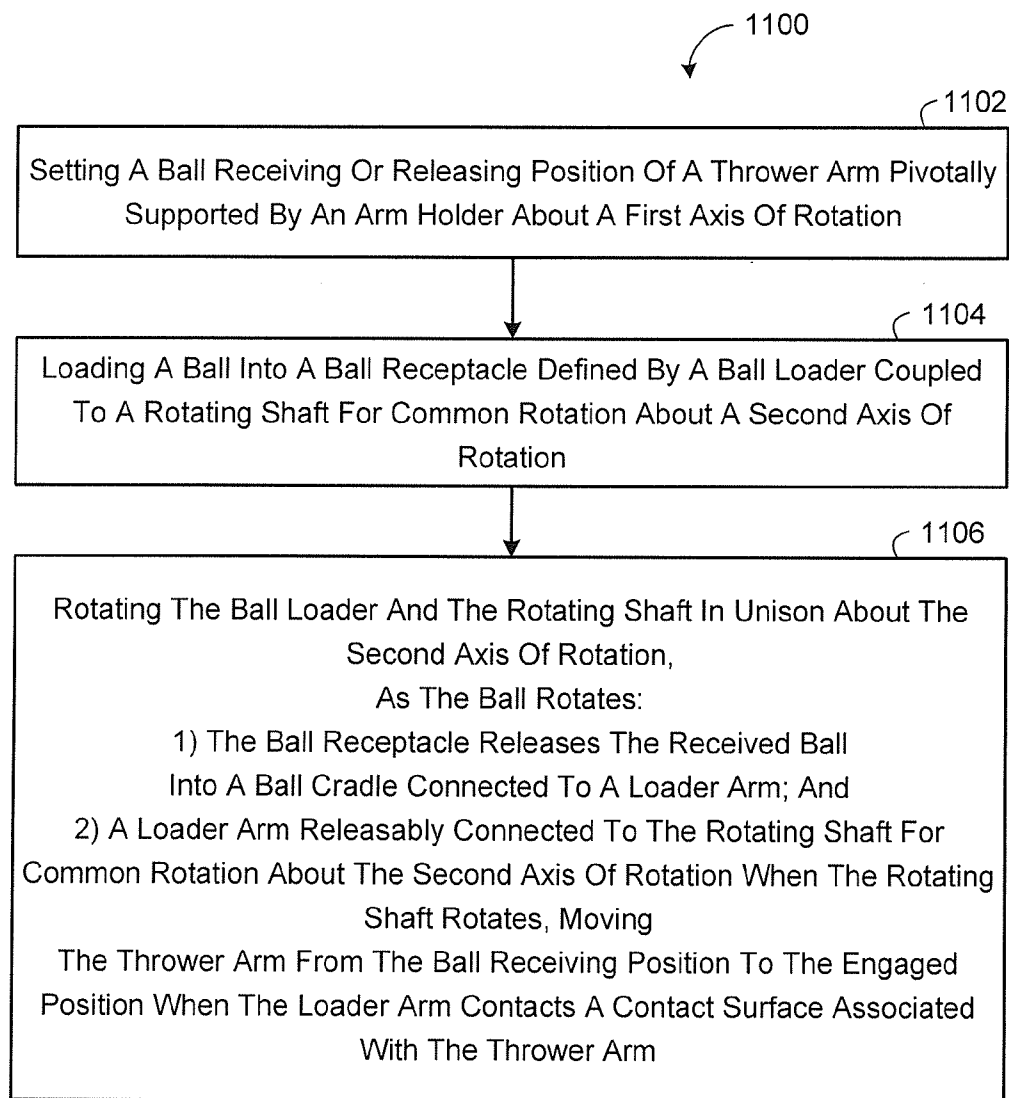 1100
1102
Setting A Ball Receiving Or Releasing Position Of A Thrower Arm Pivotally
Supported By An Arm Holder About A First Axis Of Rotation
1104
Loading A Ball Into A Ball Receptacle Defined By A Ball Loader Coupled
To A Rotating Shaft For Common Rotation About A Second Axis Of
Rotation
1106
Rotating The Ball Loader And The Rotating Shaft In Unison About The
Second Axis Of Rotation,
As The Ball Rotates:
1) The Ball Receptacle Releases The Received Ball
Into A Ball Cradle Connected To A Loader Arm; And
2) A Loader Arm Releasably Connected To The Rotating Shaft For
Common Rotation About The Second Axis Of Rotation When The Rotating
Shaft Rotates, Moving
The Thrower Arm From The Ball Receiving Position To The Engaged
Position When The Loader Arm Contacts A Contact Surface Associated
With The Thrower Arm